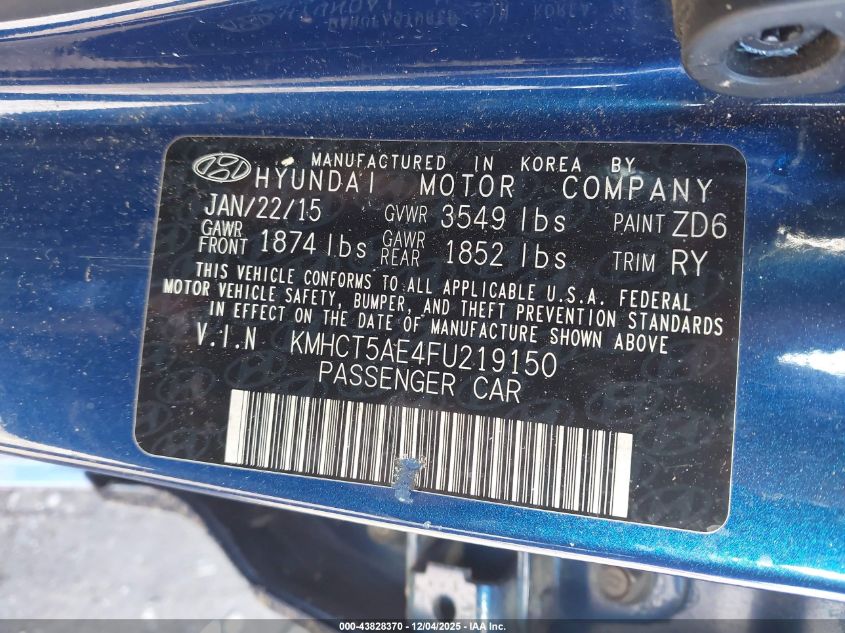 MANUFACTURED IN KOREA BY
HYUNDAI MOTOR COMPANY
JAN/22/15 GVWR 3549 lbs PAINT ZD6
GAWR FRONT 1874 lbs GAWR REAR 1852 lbs TRIM RY
THIS VEHICLE CONFORMS TO ALL APPLICABLE U.S.A. FEDERAL
MOTOR VEHICLE SAFETY, BUMPER, AND THEFT PREVENTION STANDARDS
IN EFFECT ON THE DATE OF MANUFACTURE SHOWN ABOVE
V.I.N KMHCT5AE4FU219150
PASSENGER CAR
#43828370 - 12/04/2025 - IAA Inc.